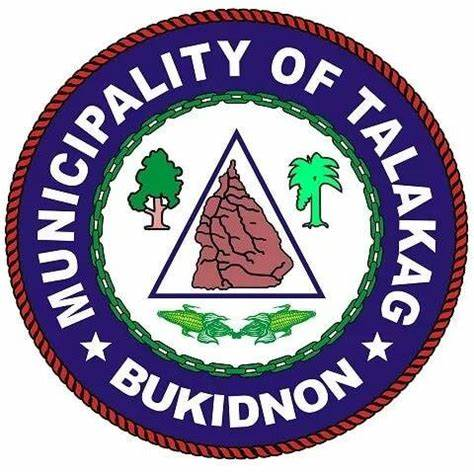 MUNICIPALITY OF TALAKAG
BUKIDNON